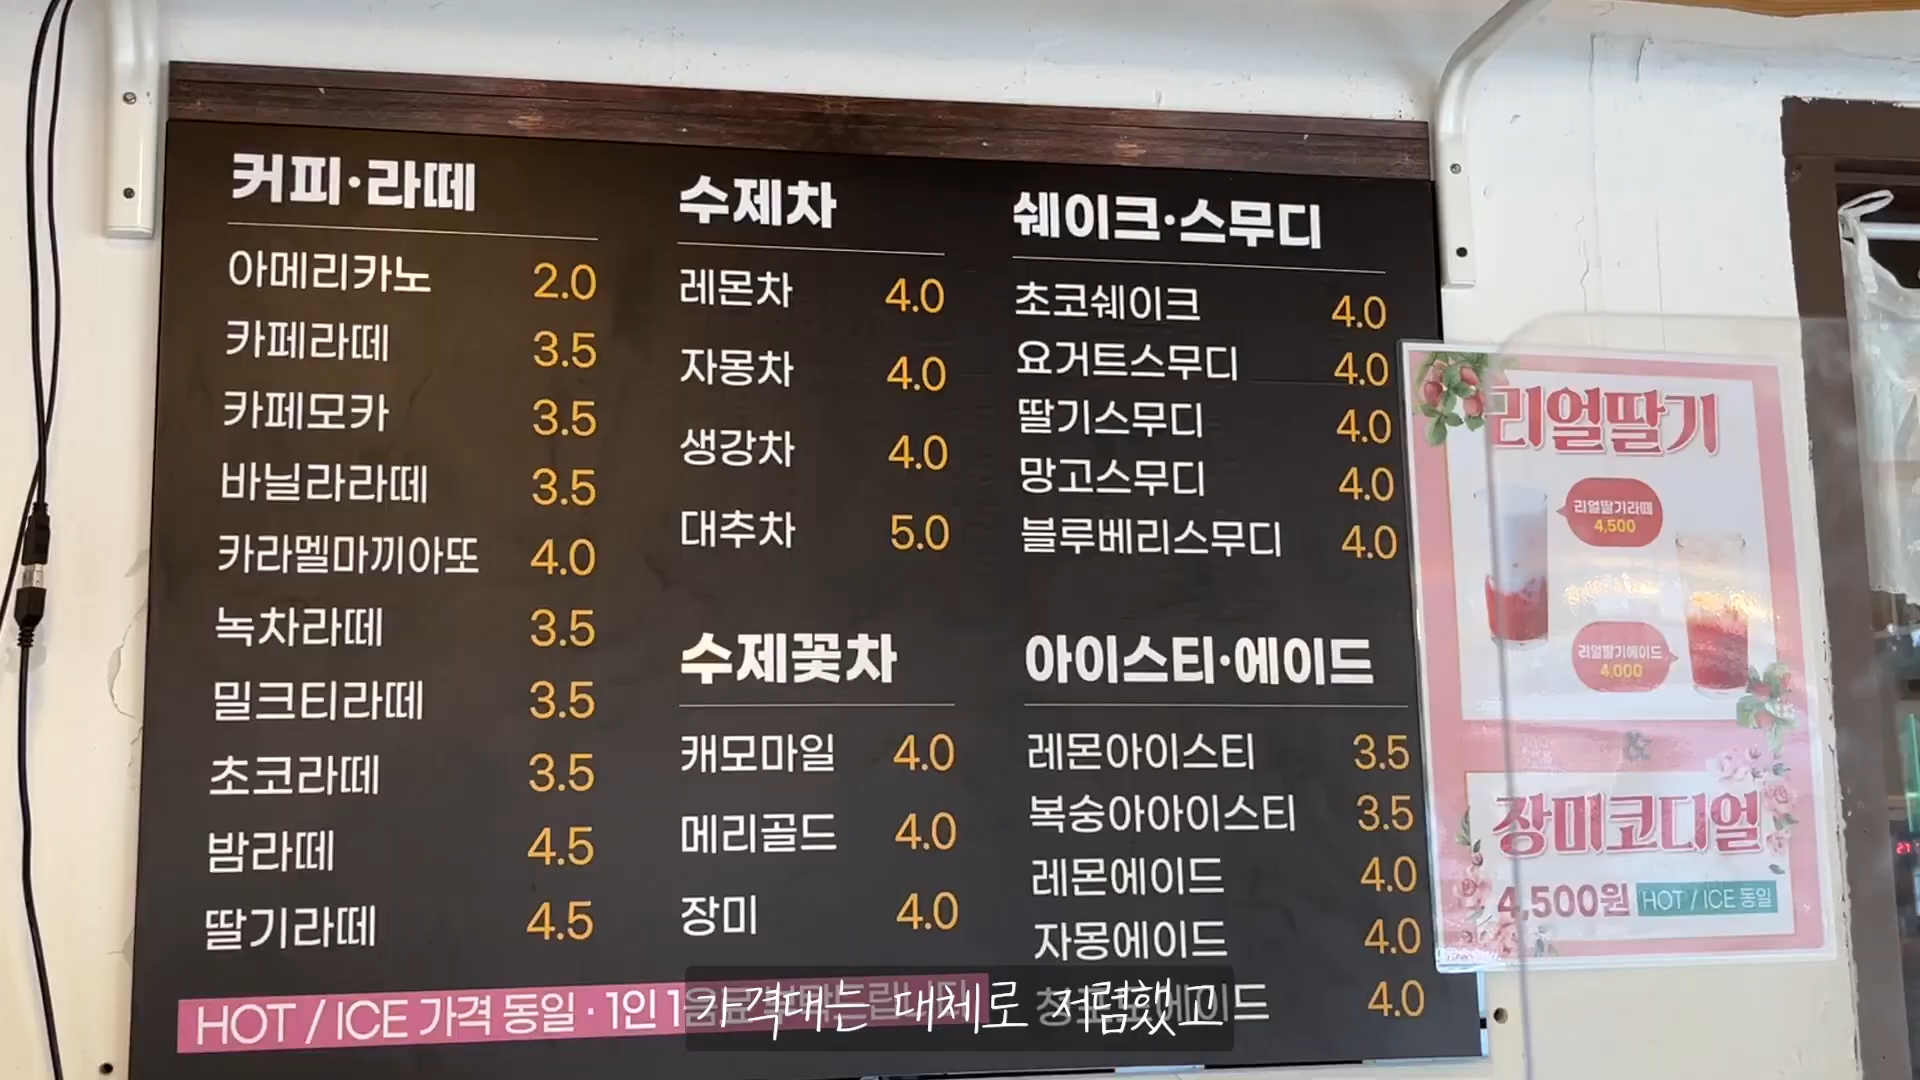 커피·라떼
아메리카노 2.0
카페라떼 3.5
카페모카 3.5
바닐라라떼 3.5
카라멜마끼아또 4.0
녹차라떼 3.5
밀크티라떼 3.5
초코라떼 3.5
밤라떼 4.5
딸기라떼 4.5
수제차
레몬차 4.0
자몽차 4.0
생강차 4.0
대추차 5.0
수제꽃차
캐모마일 4.0
메리골드 4.0
장미 4.0
쉐이크·스무디
초코쉐이크 4.0
요거트스무디 4.0
딸기스무디 4.0
망고스무디 4.0
블루베리스무디 4.0
아이스티·에이드
레몬아이스티 3.5
복숭아아이스티 3.5
레몬에이드 4.0
자몽에이드 4.0
청포도에이드 4.0
HOT / ICE 가격 동일 · 1인 1
리얼딸기
리얼딸기라떼
4,500
리얼딸기에이드
4,000
&
장미코디얼
4,500원 HOT / ICE 동일
가격대는 대체로 저렴했고